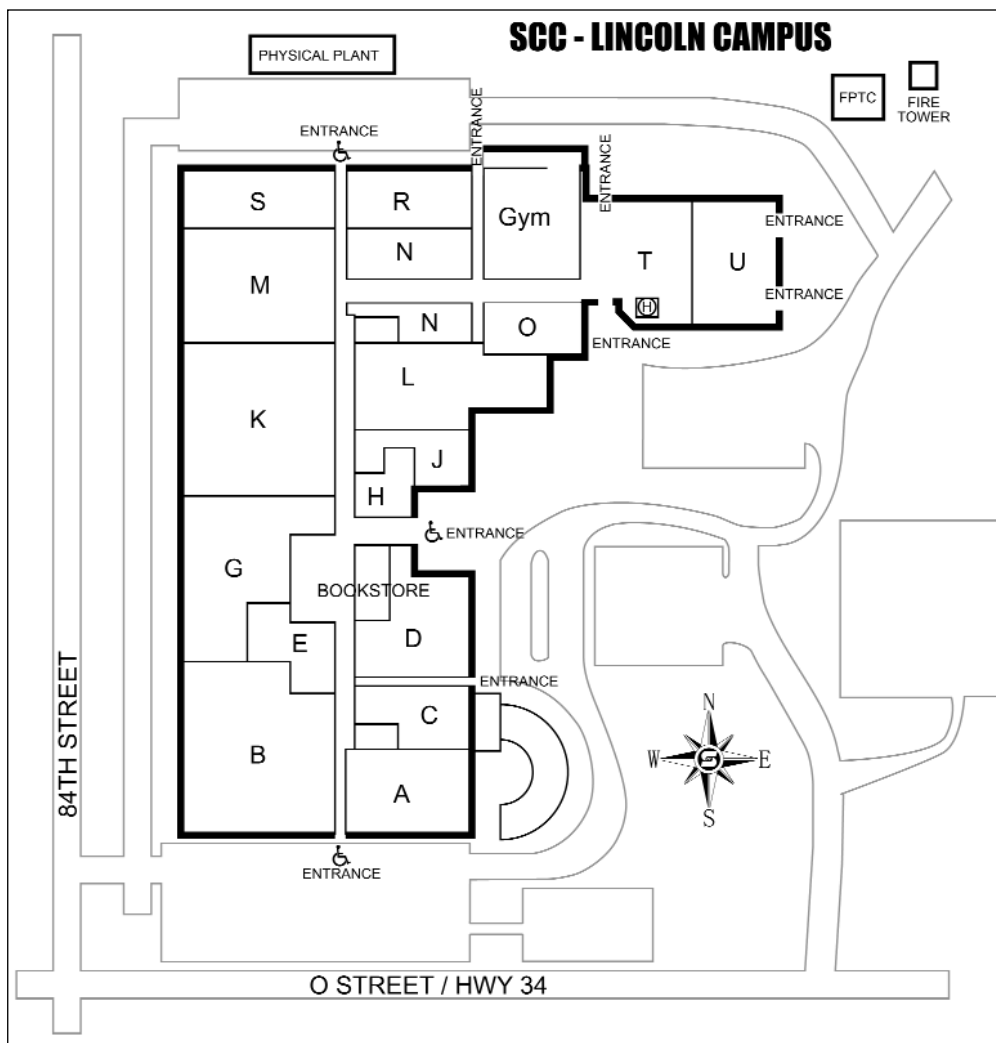 SCC - LINCOLN CAMPUS
PHYSICAL PLANT
FPTC
FIRE
TOWER
ENTRANCE
ENTRANCE
ENTRANCE
S
R
Gym
ENTRANCE
N
M
T
U
ENTRANCE
H
N
O
ENTRANCE
L
K
J
H
ENTRANCE
G
BOOKSTORE
E
D
ENTRANCE
C
B
A
N
W
E
S
84TH STREET
ENTRANCE
O STREET / HWY 34